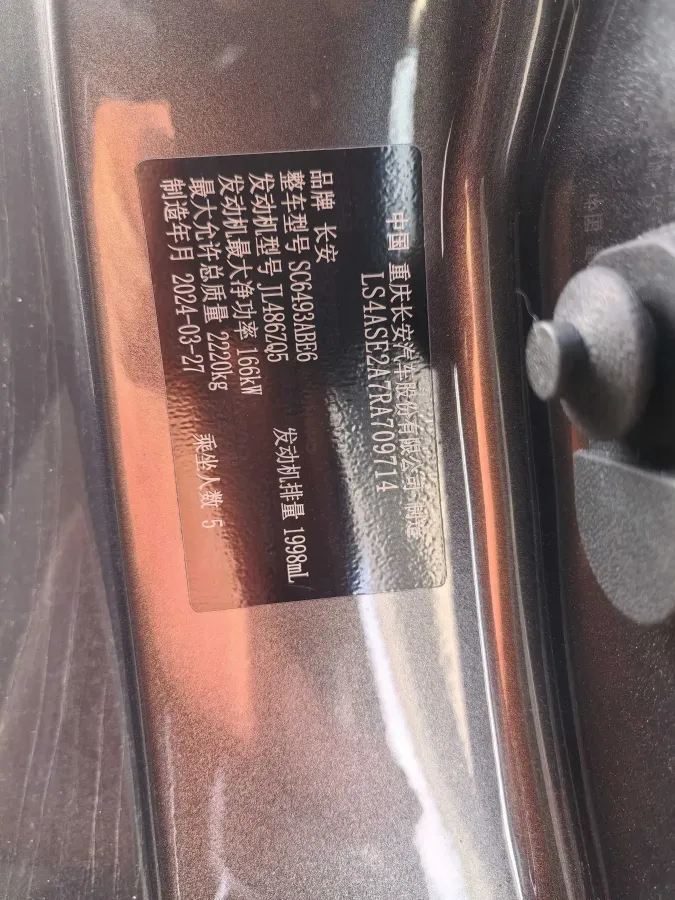 中国 重庆长安汽车股份有限公司 制造
LS4ASE2A7RA709714
品牌 长安
整车型号 SC6493ABE6
发动机型号 JL486ZQ5 发动机排量 1998mL
发动机最大净功率 166kW
最大允许总质量 2220kg
制造年月 2024-03-27 乘坐人数 5